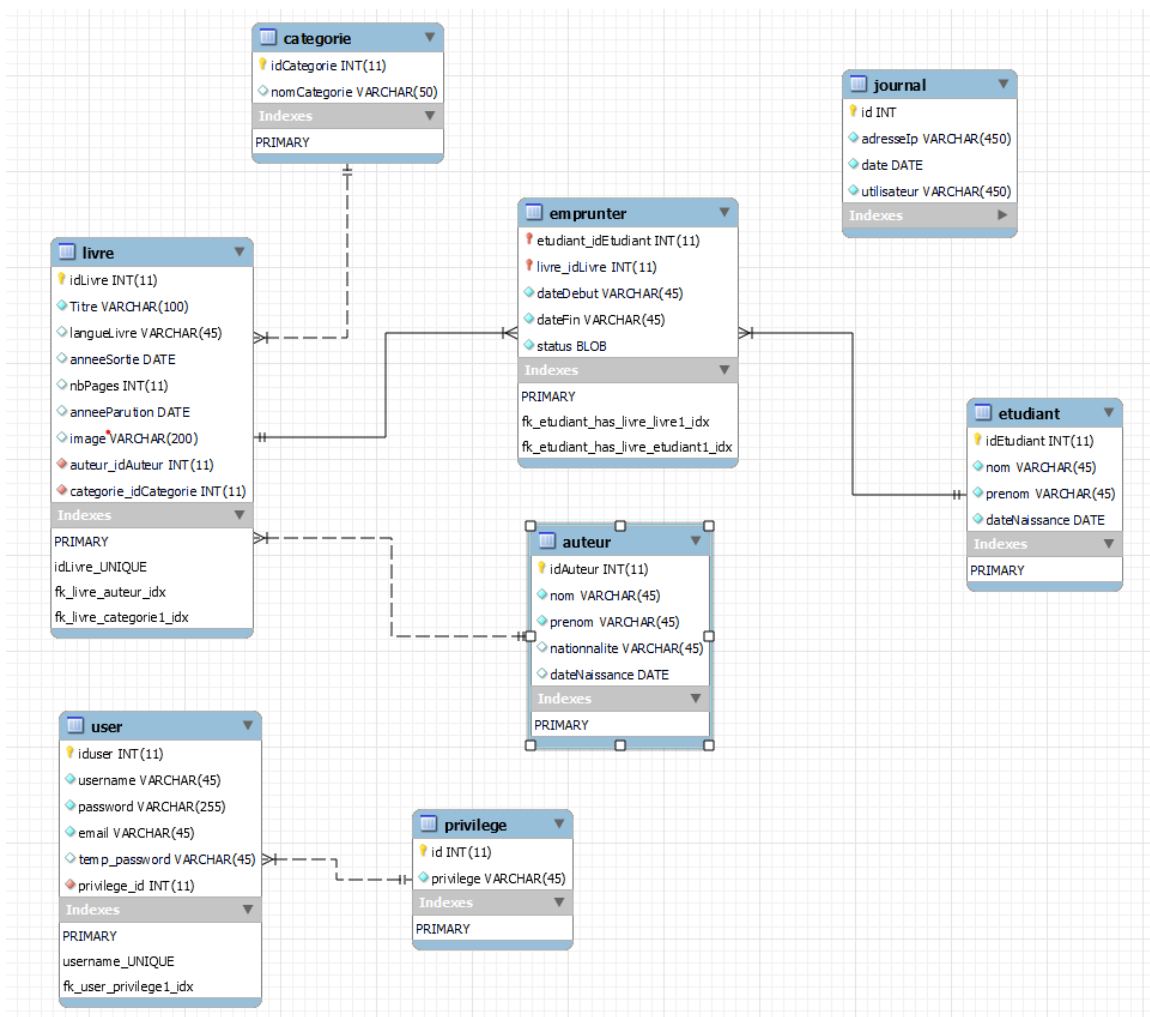 categorie
idCategorie INT(11)
nomCategorie VARCHAR(50)
Indexes
PRIMARY
journal
id INT
adresseIp VARCHAR(450)
date DATE
utilisateur VARCHAR(450)
Indexes
emprunter
etudiant_idEtudiant INT(11)
livre_idLivre INT(11)
dateDebut VARCHAR(45)
dateFin VARCHAR(45)
status BLOB
Indexes
PRIMARY
fk_etudiant_has_livre_livre1_idx
fk_etudiant_has_livre_etudiant1_idx
livre
idLivre INT(11)
Titre VARCHAR(100)
langueLivre VARCHAR(45)
anneeSortie DATE
nbPages INT(11)
anneeParution DATE
image VARCHAR(200)
auteur_idAuteur INT(11)
categorie_idCategorie INT(11)
Indexes
PRIMARY
idLivre_UNIQUE
fk_livre_auteur_idx
fk_livre_categorie1_idx
etudiant
idEtudiant INT(11)
nom VARCHAR(45)
prenom VARCHAR(45)
dateNaissance DATE
Indexes
PRIMARY
auteur
idAuteur INT(11)
nom VARCHAR(45)
prenom VARCHAR(45)
nationnalite VARCHAR(45)
dateNaissance DATE
Indexes
PRIMARY
user
iduser INT(11)
username VARCHAR(45)
password VARCHAR(255)
email VARCHAR(45)
temp_password VARCHAR(45)
privilege_id INT(11)
Indexes
PRIMARY
username_UNIQUE
fk_user_privilege1_idx
privilege
id INT(11)
privilege VARCHAR(45)
Indexes
PRIMARY